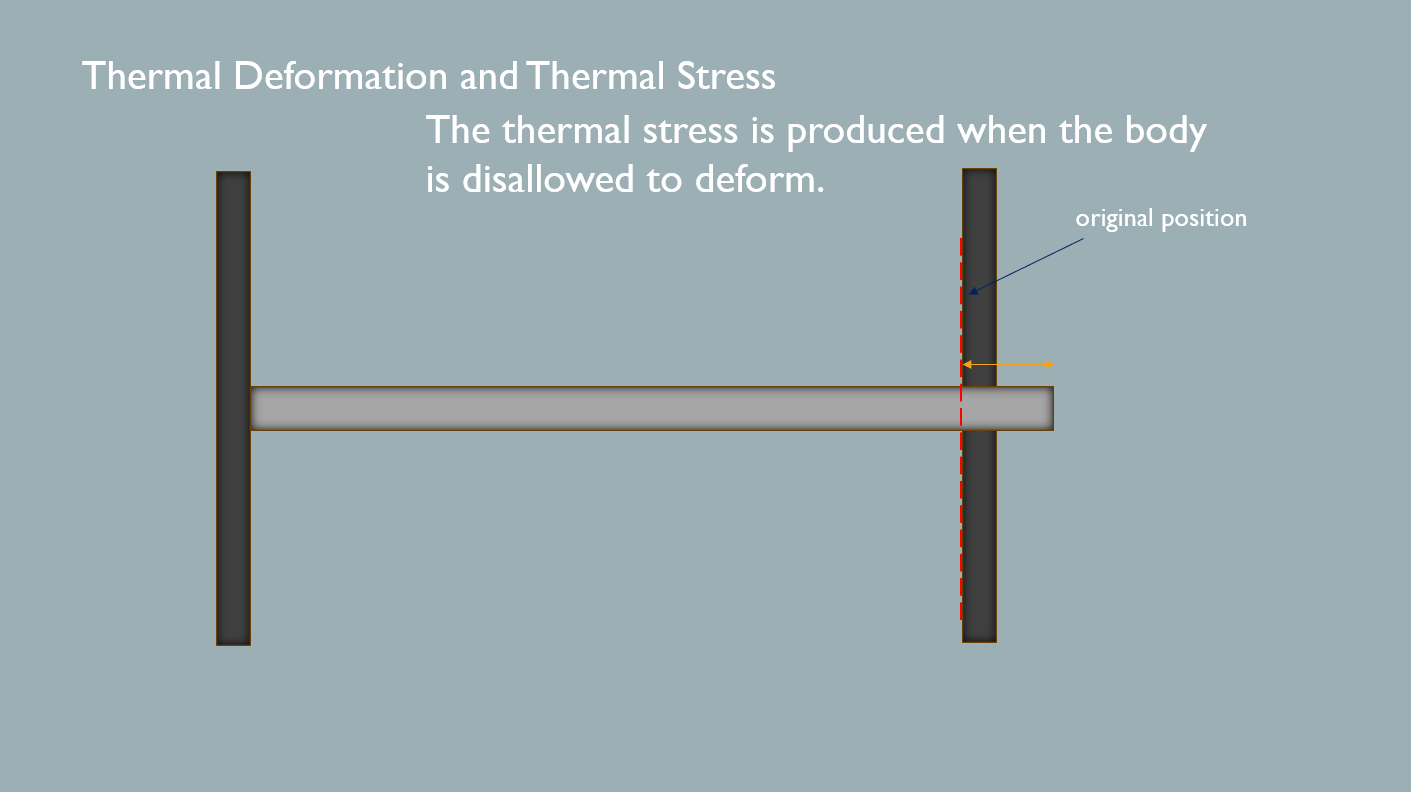 Thermal Deformation and Thermal Stress
The thermal stress is produced when the body
is disallowed to deform.
original position